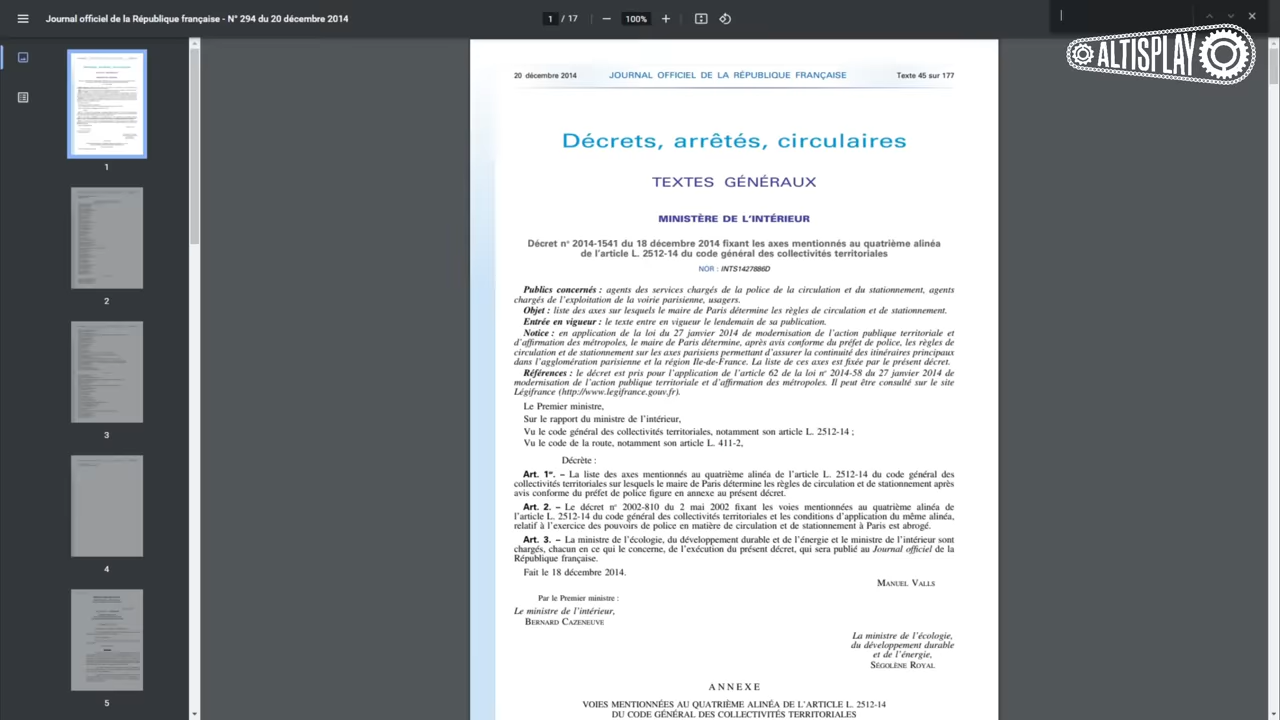 Journal officiel de la République française - N° 294 du 20 décembre 2014
1 / 17
100%
ALTISPLAY
1
2
3
4
5
20 décembre 2014
JOURNAL OFFICIEL DE LA RÉPUBLIQUE FRANÇAISE
Texte 45 sur 177
Décrets, arrêtés, circulaires
TEXTES GÉNÉRAUX
MINISTÈRE DE L'INTÉRIEUR
Décret n° 2014-1541 du 18 décembre 2014 fixant les axes mentionnés au quatrième alinéa
de l'article L. 2512-14 du code général des collectivités territoriales
NOR : INTS1427886D
Publics concernés : agents des services chargés de la police de la circulation et du stationnement, agents
chargés de l'exploitation de la voirie parisienne, usagers.
Objet : liste des axes sur lesquels le maire de Paris détermine les règles de circulation et de stationnement.
Entrée en vigueur : le texte entre en vigueur le lendemain de sa publication.
Notice : en application de la loi du 27 janvier 2014 de modernisation de l'action publique territoriale et
d'affirmation des métropoles, le maire de Paris détermine, après avis conforme du préfet de police, les règles de
circulation et de stationnement sur les axes parisiens permettant d'assurer la continuité des itinéraires principaux
dans l'agglomération parisienne et la région Ile-de-France. La liste de ces axes est fixée par le présent décret.
Références : le décret est pris pour l'application de l'article 62 de la loi n° 2014-58 du 27 janvier 2014 de
modernisation de l'action publique territoriale et d'affirmation des métropoles. Il peut être consulté sur le site
Légifrance (http://www.legifrance.gouv.fr).
Le Premier ministre,
Sur le rapport du ministre de l'intérieur,
Vu le code général des collectivités territoriales, notamment son article L. 2512-14 ;
Vu le code de la route, notamment son article L. 411-2,
Décrète :
Art. 1er. – La liste des axes mentionnés au quatrième alinéa de l'article L. 2512-14 du code général des
collectivités territoriales sur lesquels le maire de Paris détermine les règles de circulation et de stationnement après
avis conforme du préfet de police figure en annexe au présent décret.
Art. 2. – Le décret n° 2002-810 du 2 mai 2002 fixant les voies mentionnées au quatrième alinéa de
l'article L. 2512-14 du code général des collectivités territoriales et les conditions d'application du même alinéa,
relatif à l'exercice des pouvoirs de police en matière de circulation et de stationnement à Paris est abrogé.
Art. 3. – La ministre de l'écologie, du développement durable et de l'énergie et le ministre de l'intérieur sont
chargés, chacun en ce qui le concerne, de l'exécution du présent décret, qui sera publié au Journal officiel de la
République française.
Fait le 18 décembre 2014.
MANUEL VALLS
Par le Premier ministre :
Le ministre de l'intérieur,
BERNARD CAZENEUVE
La ministre de l'écologie,
du développement durable
et de l'énergie,
SÉGOLÈNE ROYAL
ANNEXE
VOIES MENTIONNÉES AU QUATRIÈME ALINÉA DE L'ARTICLE L. 2512-14
DU CODE GÉNÉRAL DES COLLECTIVITÉS TERRITORIALES